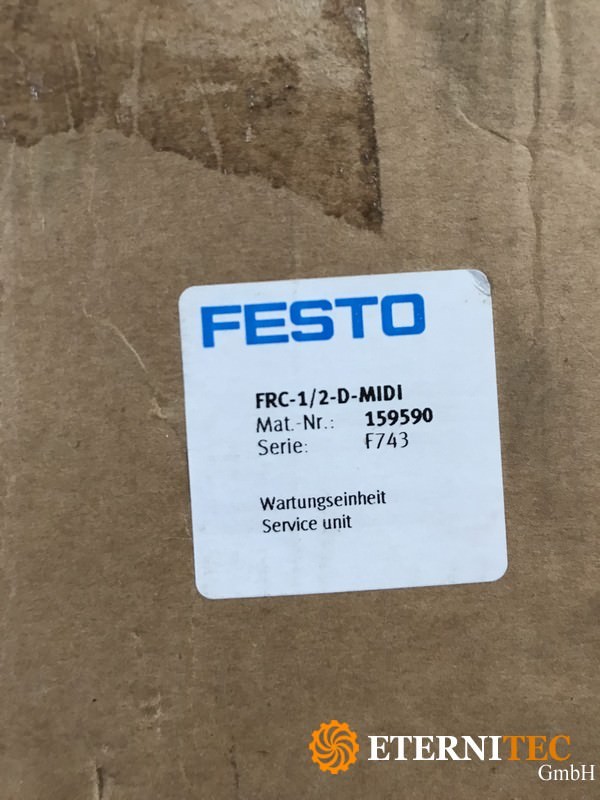 FESTO
FRC-1/2-D-MIDI
Mat.-Nr.: 159590
Serie: F743
Wartungseinheit
Service unit
ETERNITEC
GmbH